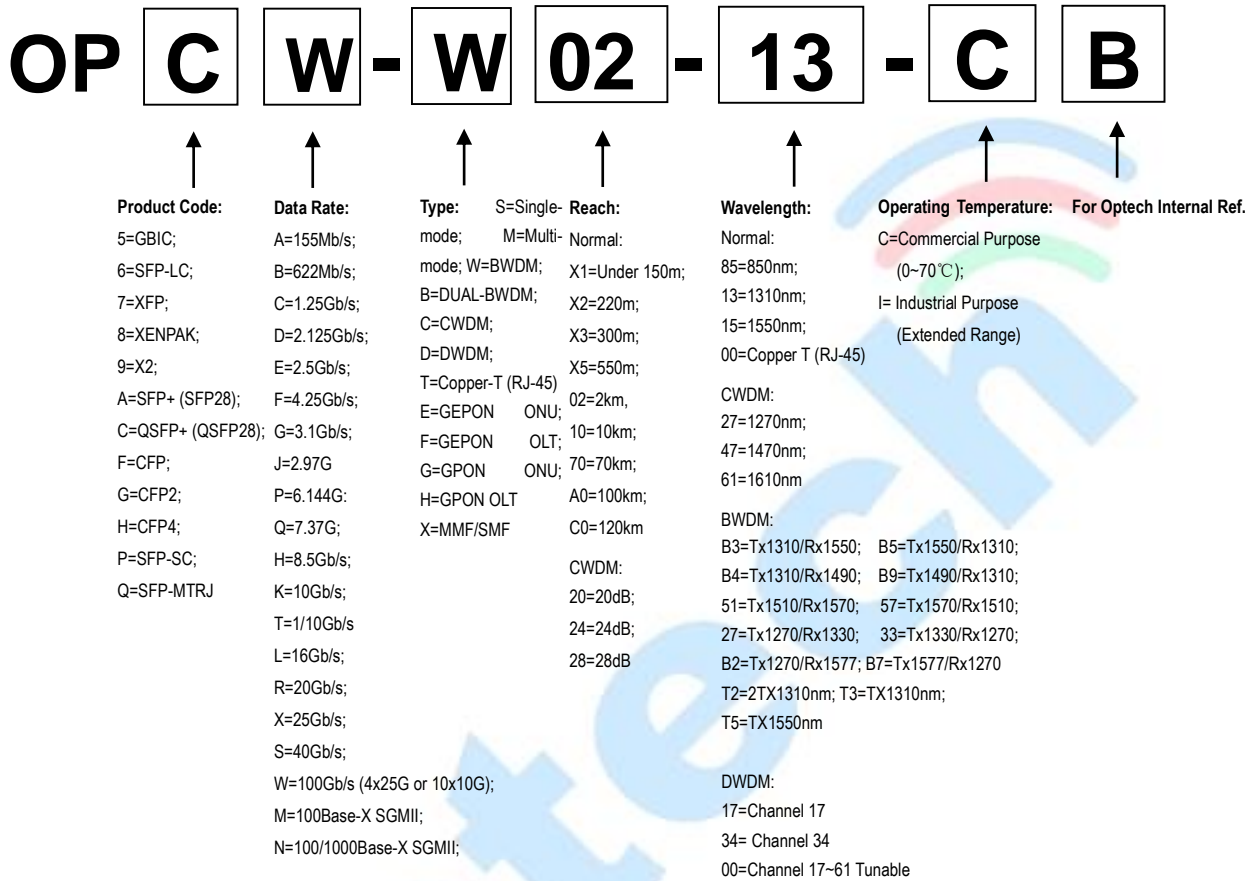 OP C W - W 02 - 13 - C B
Product Code:
5=GBIC;
6=SFP-LC;
7=XFP;
8=XENPAK;
9=X2;
A=SFP+ (SFP28);
C=QSFP+ (QSFP28);
F=CFP;
G=CFP2;
H=CFP4;
P=SFP-SC;
Q=SFP-MTRJ
Data Rate:
A=155Mb/s;
B=622Mb/s;
C=1.25Gb/s;
D=2.125Gb/s;
E=2.5Gb/s;
F=4.25Gb/s;
G=3.1Gb/s;
J=2.97G
P=6.144G:
Q=7.37G;
H=8.5Gb/s;
K=10Gb/s;
T=1/10Gb/s
L=16Gb/s;
R=20Gb/s;
X=25Gb/s;
S=40Gb/s;
W=100Gb/s (4x25G or 10x10G);
M=100Base-X SGMII;
N=100/1000Base-X SGMII;
Type: S=Single-
mode; M=Multi-
mode; W=BWDM;
B=DUAL-BWDM;
C=CWDM;
D=DWDM;
T=Copper-T (RJ-45)
E=GEPON ONU;
F=GEPON OLT;
G=GPON ONU;
H=GPON OLT
X=MMF/SMF
Reach:
Normal:
X1=Under 150m;
X2=220m;
X3=300m;
X5=550m;
02=2km,
10=10km;
70=70km;
A0=100km;
C0=120km
CWDM:
20=20dB;
24=24dB;
28=28dB
Wavelength:
Normal:
85=850nm;
13=1310nm;
15=1550nm;
00=Copper T (RJ-45)
CWDM:
27=1270nm;
47=1470nm;
61=1610nm
BWDM:
B3=Tx1310/Rx1550; B5=Tx1550/Rx1310;
B4=Tx1310/Rx1490; B9=Tx1490/Rx1310;
51=Tx1510/Rx1570; 57=Tx1570/Rx1510;
27=Tx1270/Rx1330; 33=Tx1330/Rx1270;
B2=Tx1270/Rx1577; B7=Tx1577/Rx1270
T2=2TX1310nm; T3=TX1310nm;
T5=TX1550nm
DWDM:
17=Channel 17
34= Channel 34
00=Channel 17~61 Tunable
Operating Temperature:
C=Commercial Purpose
(0~70℃);
I= Industrial Purpose
(Extended Range)
For Optech Internal Ref.
tech